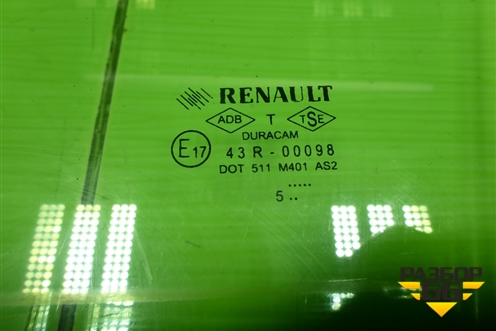 RENAULT
ADB T TSE
DURACAM
E17 43R-00098
DOT 511 M401 AS2
.....
5 ..
РАЗБОР